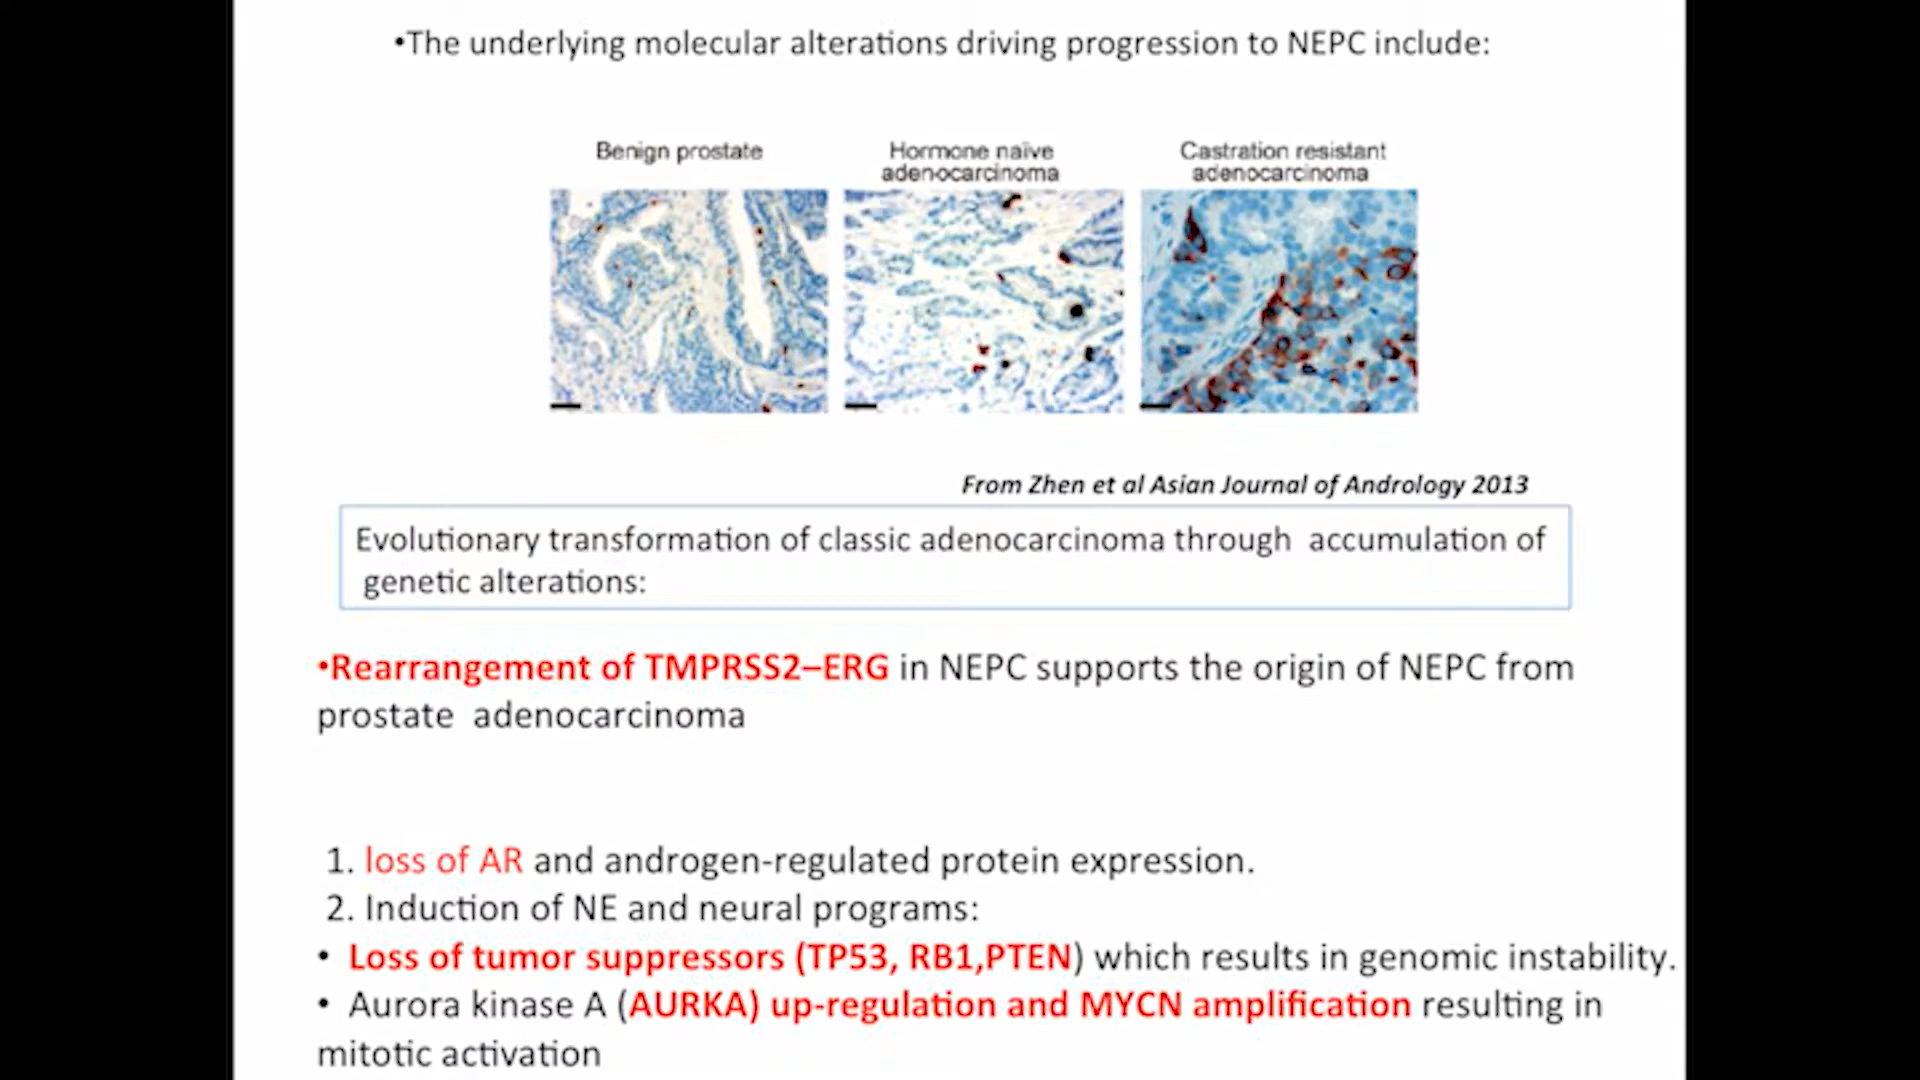 •The underlying molecular alterations driving progression to NEPC include:
Benign prostate
Hormone naïve
adenocarcinoma
Castration resistant
adenocarcinoma
From Zhen et al Asian Journal of Andrology 2013
Evolutionary transformation of classic adenocarcinoma through accumulation of
genetic alterations:
•Rearrangement of TMPRSS2–ERG in NEPC supports the origin of NEPC from
prostate adenocarcinoma
1. loss of AR and androgen-regulated protein expression.
2. Induction of NE and neural programs:
• Loss of tumor suppressors (TP53, RB1,PTEN) which results in genomic instability.
• Aurora kinase A (AURKA) up-regulation and MYCN amplification resulting in
mitotic activation